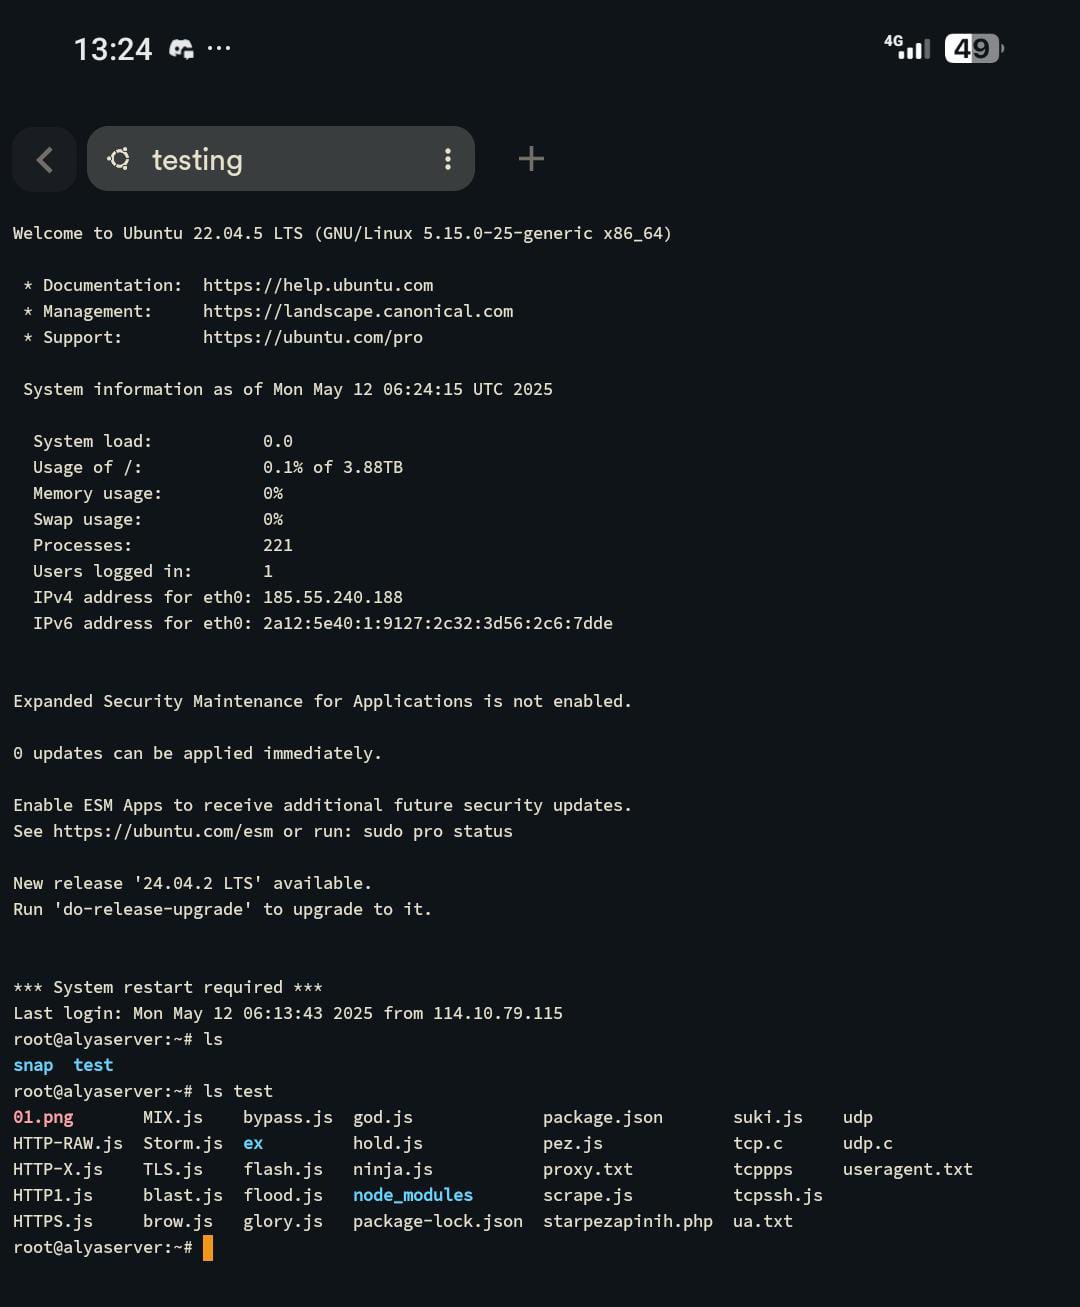 13:24 ... 4G 49
testing
Welcome to Ubuntu 22.04.5 LTS (GNU/Linux 5.15.0-25-generic x86_64)
* Documentation:  https://help.ubuntu.com
* Management:     https://landscape.canonical.com
* Support:        https://ubuntu.com/pro
System information as of Mon May 12 06:24:15 UTC 2025
System load:           0.0
Usage of /:            0.1% of 3.88TB
Memory usage:          0%
Swap usage:            0%
Processes:             221
Users logged in:       1
IPv4 address for eth0: 185.55.240.188
IPv6 address for eth0: 2a12:5e40:1:9127:2c32:3d56:2c6:7dde
Expanded Security Maintenance for Applications is not enabled.
0 updates can be applied immediately.
Enable ESM Apps to receive additional future security updates.
See https://ubuntu.com/esm or run: sudo pro status
New release '24.04.2 LTS' available.
Run 'do-release-upgrade' to upgrade to it.
*** System restart required ***
Last login: Mon May 12 06:13:43 2025 from 114.10.79.115
root@alyaserver:~# ls
snap  test
root@alyaserver:~# ls test
01.png       MIX.js    bypass.js  god.js             package.json      suki.js    udp
HTTP-RAW.js  Storm.js  ex         hold.js            pez.js            tcp.c      udp.c
HTTP-X.js    TLS.js    flash.js   ninja.js           proxy.txt         tcppps     useragent.txt
HTTP1.js     blast.js  flood.js   node_modules       scrape.js         tcpssh.js
HTTPS.js     brow.js   glory.js   package-lock.json  starpezapinih.php  ua.txt
root@alyaserver:~#